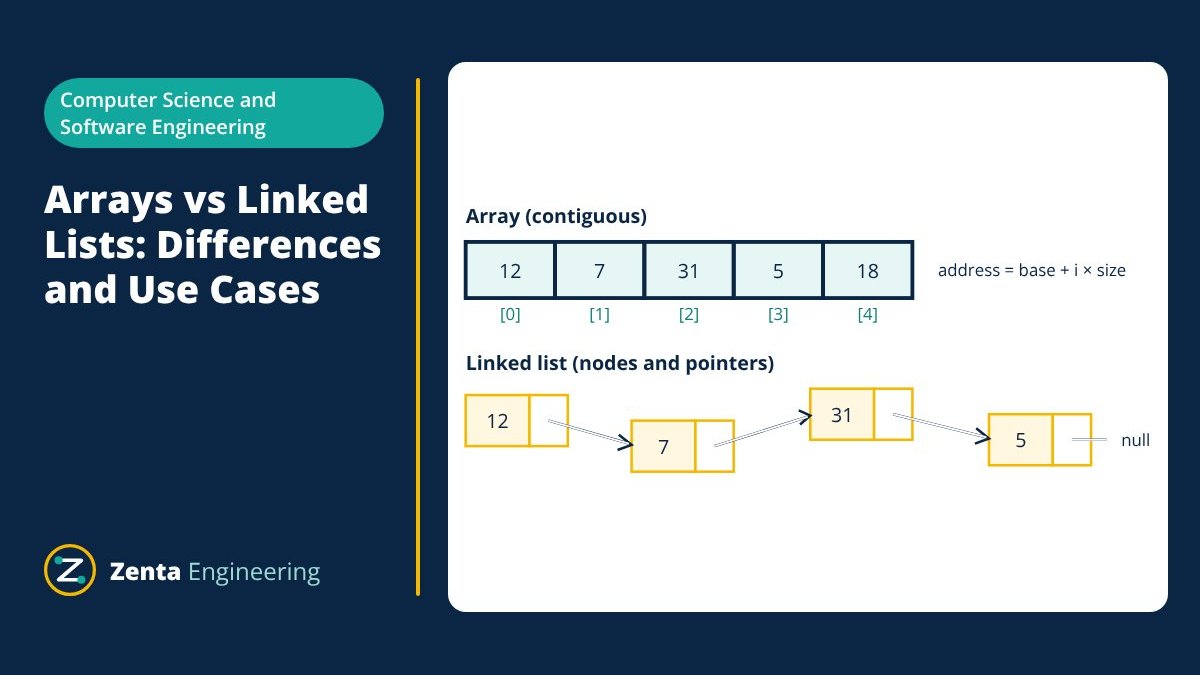 Computer Science and
Software Engineering
Arrays vs Linked
Lists: Differences
and Use Cases
Zenta Engineering
Array (contiguous)
12 7 31 5 18
address = base + i × size
[0] [1] [2] [3] [4]
Linked list (nodes and pointers)
12 7 31 5 null